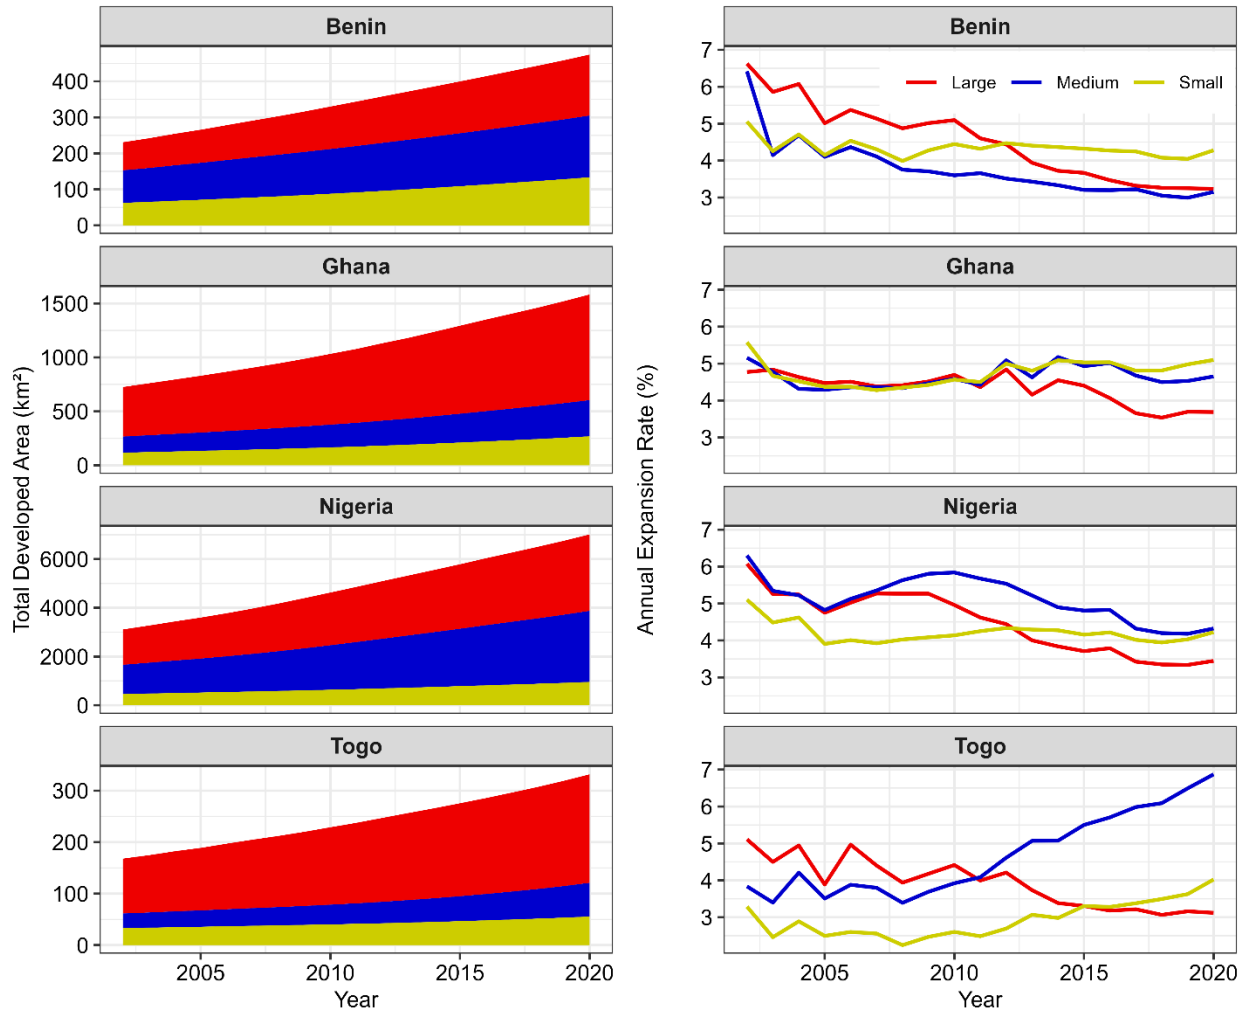 Benin
400
300
200
100
0
Ghana
1500
1000
500
0
Nigeria
6000
4000
2000
0
Togo
300
200
100
0
2005 2010 2015 2020
Year
Total Developed Area (km²)
Benin
Large Medium Small
7
6
5
4
3
Ghana
7
6
5
4
3
Nigeria
7
6
5
4
3
Togo
7
6
5
4
3
2005 2010 2015 2020
Year
Annual Expansion Rate (%)